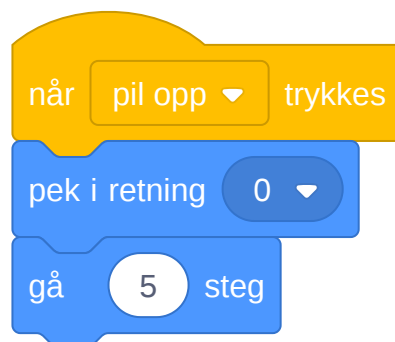 når pil opp trykkes
pek i retning 0
gå 5 steg